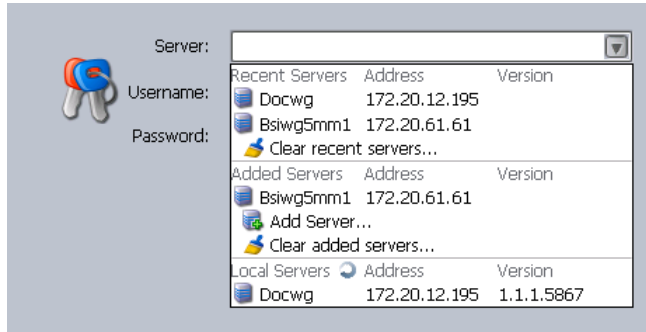 Server:
Recent Servers Address Version
Username:
Docwg 172.20.12.195
Bsiwg5mm1 172.20.61.61
Password:
Clear recent servers...
Added Servers Address Version
Bsiwg5mm1 172.20.61.61
Add Server...
Clear added servers...
Local Servers Address Version
Docwg 172.20.12.195 1.1.1.5867